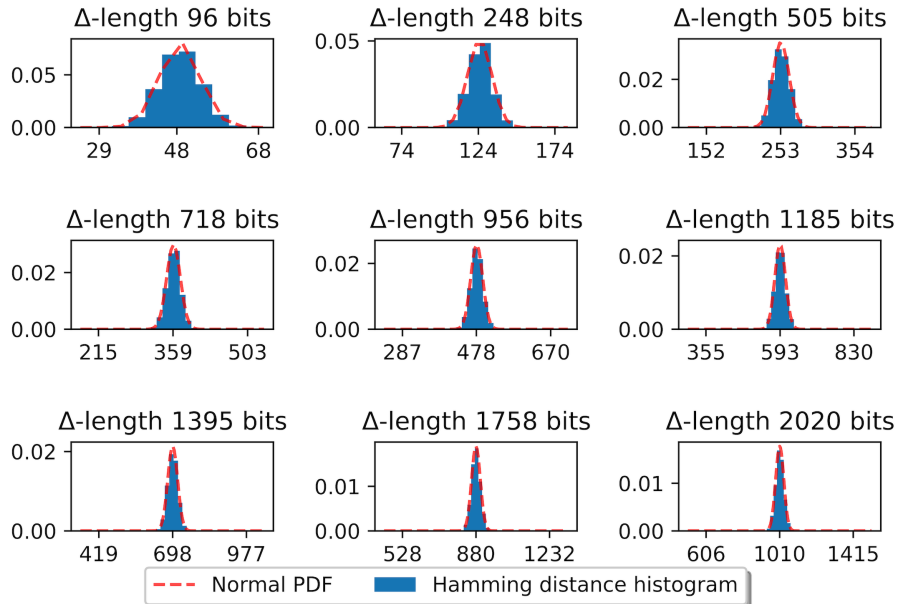 Δ-length 96 bits Δ-length 248 bits Δ-length 505 bits
0.05 0.05 0.02
0.00 0.00 0.00
29 48 68 74 124 174 152 253 354
Δ-length 718 bits Δ-length 956 bits Δ-length 1185 bits
0.02 0.02 0.02
0.00 0.00 0.00
215 359 503 287 478 670 355 593 830
Δ-length 1395 bits Δ-length 1758 bits Δ-length 2020 bits
0.02 0.01 0.01
0.00 0.00 0.00
419 698 977 528 880 1232 606 1010 1415
Normal PDF Hamming distance histogram